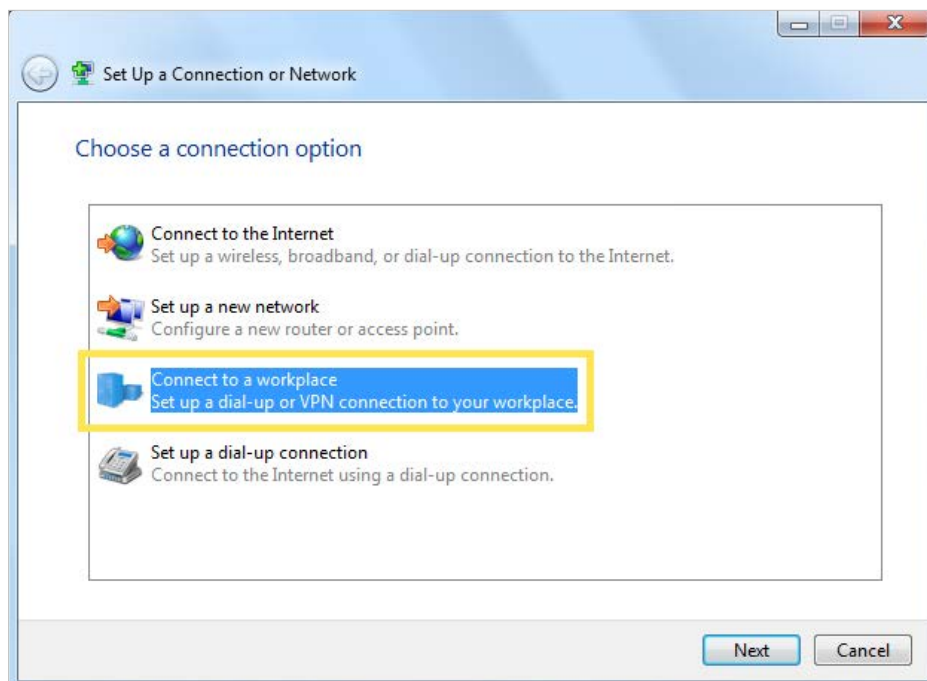 Set Up a Connection or Network
Choose a connection option
Connect to the Internet
Set up a wireless, broadband, or dial-up connection to the Internet.
Set up a new network
Configure a new router or access point.
Connect to a workplace
Set up a dial-up or VPN connection to your workplace.
Set up a dial-up connection
Connect to the Internet using a dial-up connection.
Next Cancel